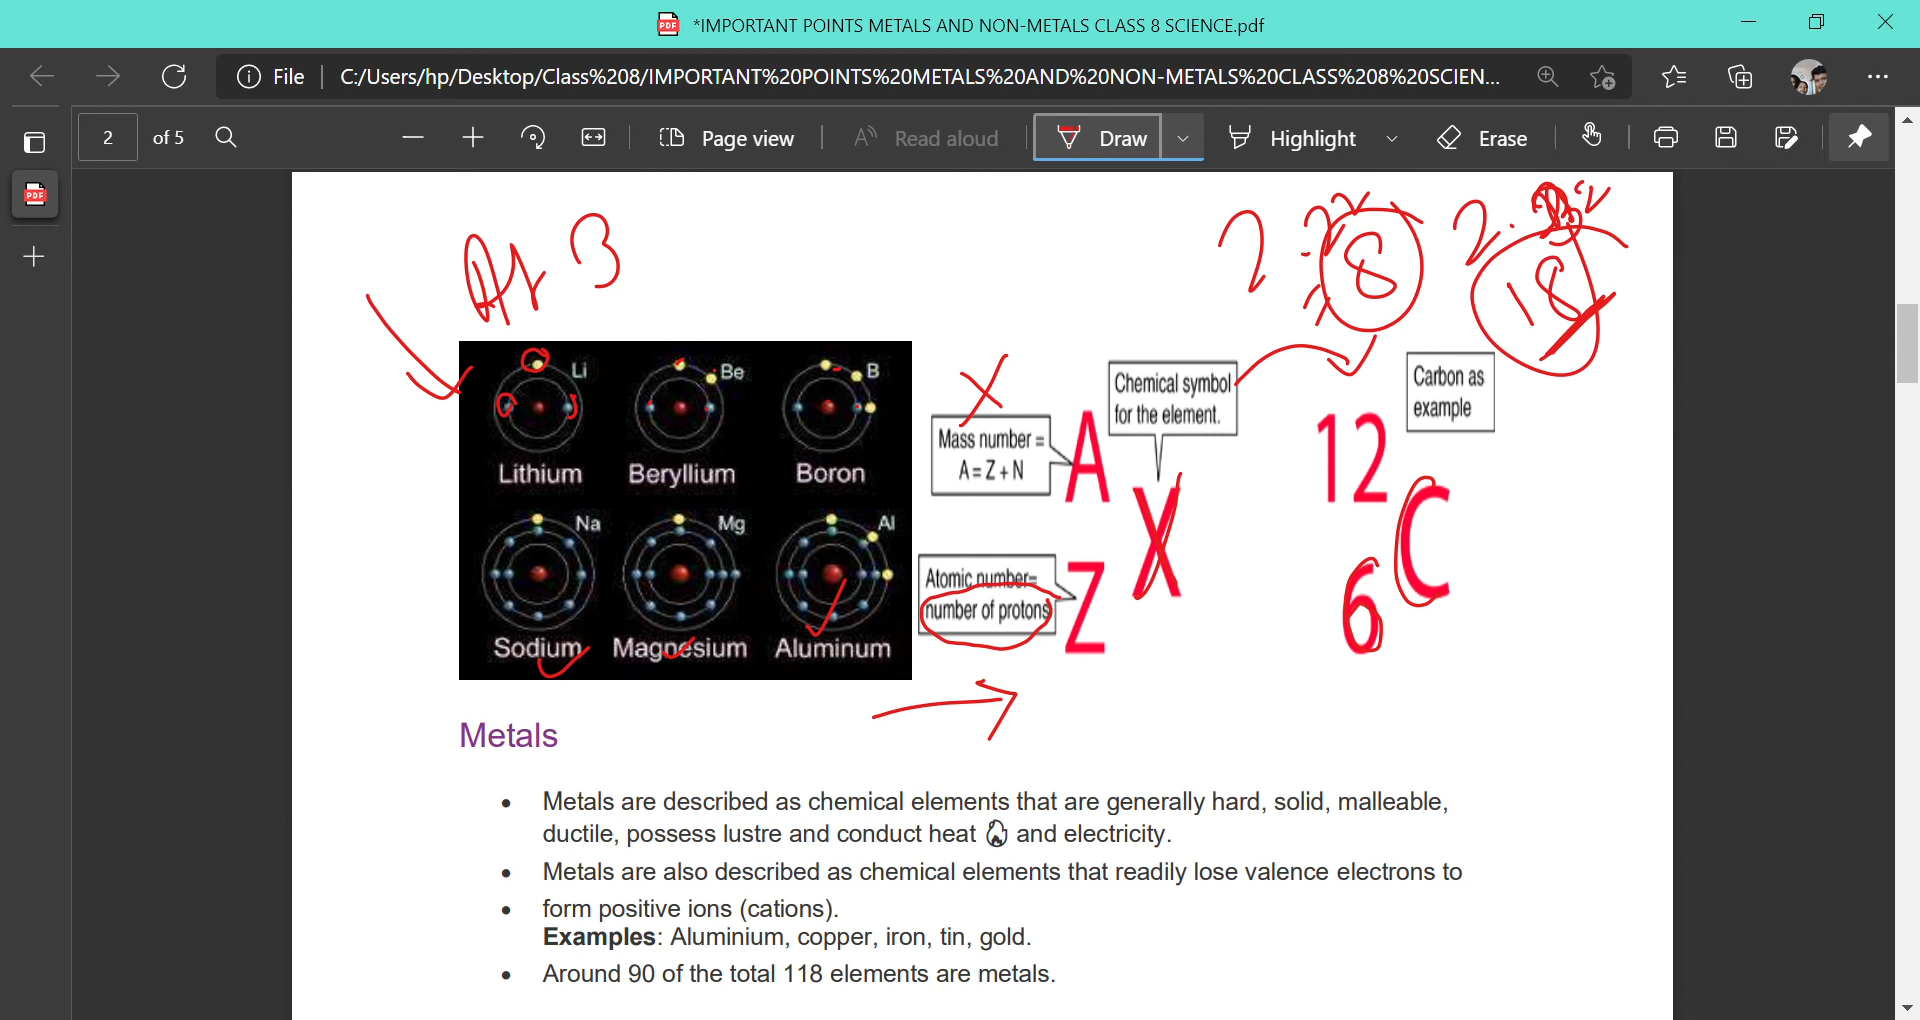 *IMPORTANT POINTS METALS AND NON-METALS CLASS 8 SCIENCE.pdf
File C:/Users/hp/Desktop/Class%208/IMPORTANT%20POINTS%20METALS%20AND%20NON-METALS%20CLASS%208%20SCIEN...
2 of 5 Page view Read aloud Draw Highlight Erase
PDF
3
2 8 2. 18
Li Be B
Lithium Beryllium Boron
Na Mg Al
Sodium Magnesium Aluminum
Mass number =
A = Z + N
A
Chemical symbol
for the element.
X
Atomic number=
number of protons
Z
Carbon as
example
12
C
6
Metals
• Metals are described as chemical elements that are generally hard, solid, malleable,
ductile, possess lustre and conduct heat and electricity.
• Metals are also described as chemical elements that readily lose valence electrons to
• form positive ions (cations).
Examples: Aluminium, copper, iron, tin, gold.
• Around 90 of the total 118 elements are metals.